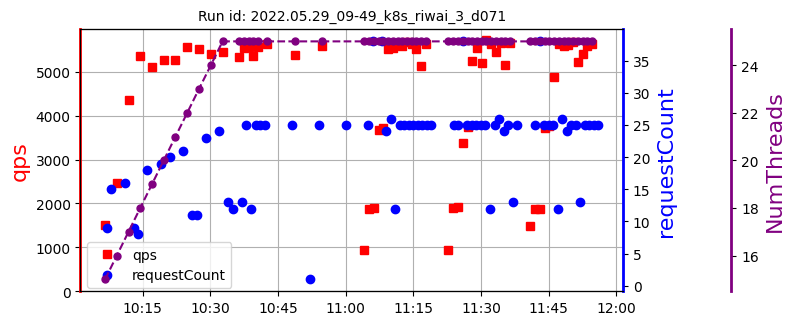 Run id: 2022.05.29_09-49_k8s_riwai_3_d071
qps
5000
4000
3000
2000
1000
0
qps
requestCount
10:15 10:30 10:45 11:00 11:15 11:30 11:45 12:00
35
30
25
20
15
10
5
0
requestCount
24
22
20
18
16
NumThreads